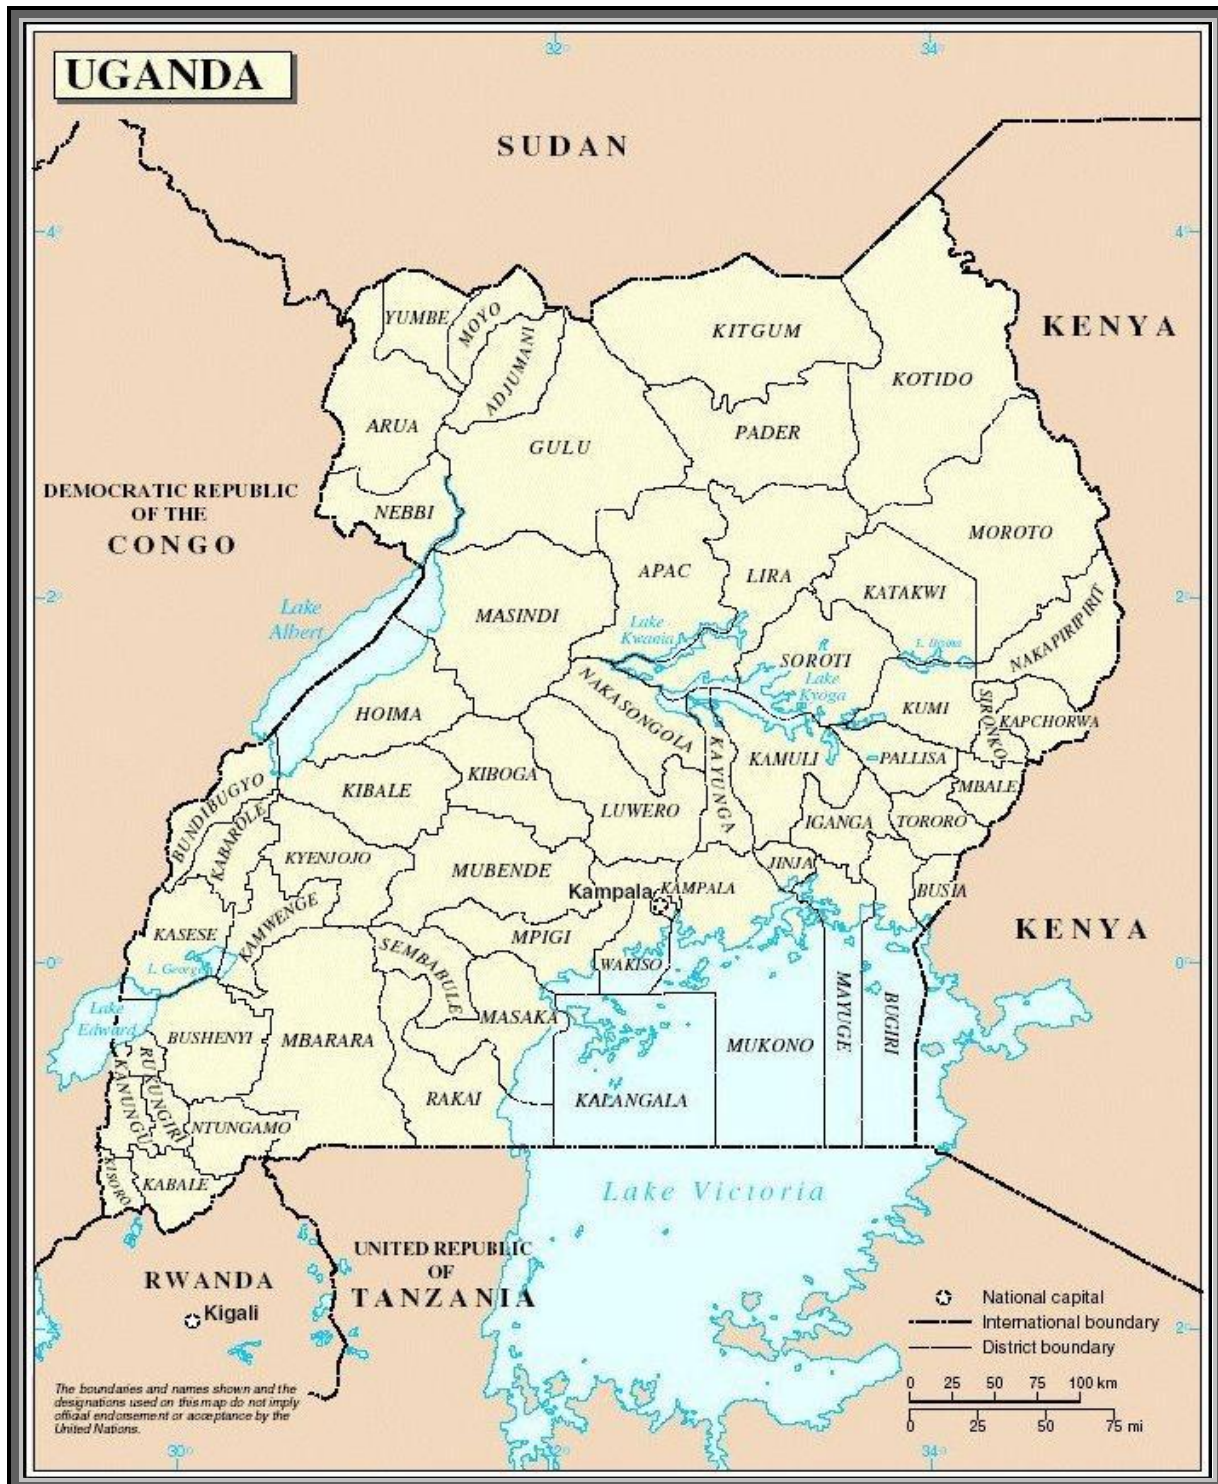 UGANDA
32°
34°
SUDAN
4°
4°
KENYA
YUMBE
MOYO
ADJUMANI
KITGUM
KOTIDO
ARUA
GULU
PADER
DEMOCRATIC REPUBLIC
OF THE
CONGO
NEBBI
MOROTO
APAC
LIRA
KATAKWI
2°
2°
Lake
Albert
MASINDI
Lake
Kwania
NAKAPIRIPIRIT
SOROTI
Lake
Kyoga
NAKASONGOLA
HOIMA
KUMI
SIRONKO
KAPCHORWA
KAYUNGA
KAMULI
PALLISA
KIBOGA
KIBALE
MBALE
BUNDIBUGYO
KABAROLE
LUWERO
IGANGA
TORORO
KYENJOJO
MUBENDE
JINJA
Kampala
KAMPALA
BUSIA
KAMWENGE
KASESE
SEMBABULE
MPIGI
KENYA
WAKISO
0°
0°
L. George
Lake
Edward
MASAKA
MAYUGE
BUGIRI
BUSHENYI
MBARARA
MUKONO
RUKUNGIRI
KANUNGU
RAKAI
KALANGALA
NTUNGAMO
KISORO
KABALE
Lake Victoria
UNITED REPUBLIC
OF
TANZANIA
RWANDA
Kigali
National capital
International boundary
District boundary
2°
0 25 50 75 100 km
0 25 50 75 mi
The boundaries and names shown and the
designations used on this map do not imply
official endorsement or acceptance by the
United Nations.
30°
32°
34°